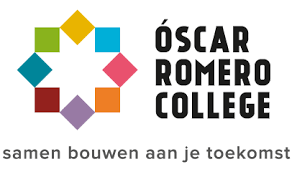 ÓSCAR
ROMERO
COLLEGE
samen bouwen aan je toekomst